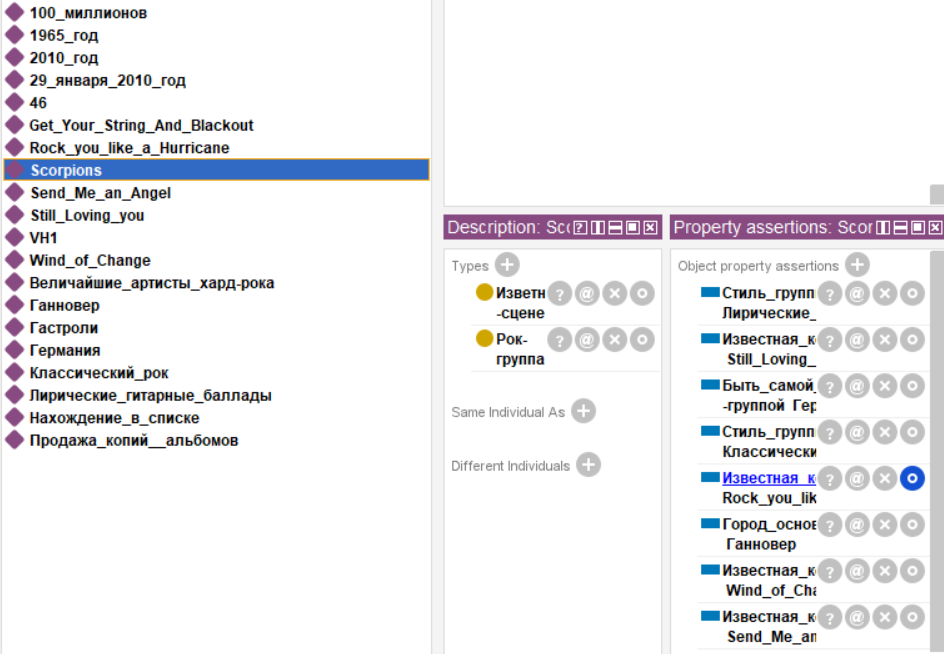 100_миллионов
1965_год
2010_год
29_января_2010_год
46
Get_Your_String_And_Blackout
Rock_you_like_a_Hurricane
Scorpions
Send_Me_an_Angel
Still_Loving_you
VH1
Wind_of_Change
Величайшие_артисты_хард-рока
Ганновер
Гастроли
Германия
Классический_рок
Лирические_гитарные_баллады
Нахождение_в_списке
Продажа_копий__альбомов
Description: Sc
Types
Изветн
-сцене
Рок-
группа
Same Individual As
Different Individuals
Property assertions: Scor
Object property assertions
Стиль_групп
Лирические_
Известная_к
Still_Loving_
Быть_самой_
-группой Гер
Стиль_групп
Классически
Известная_к
Rock_you_lik
Город_основ
Ганновер
Известная_к
Wind_of_Cha
Известная_к
Send_Me_an